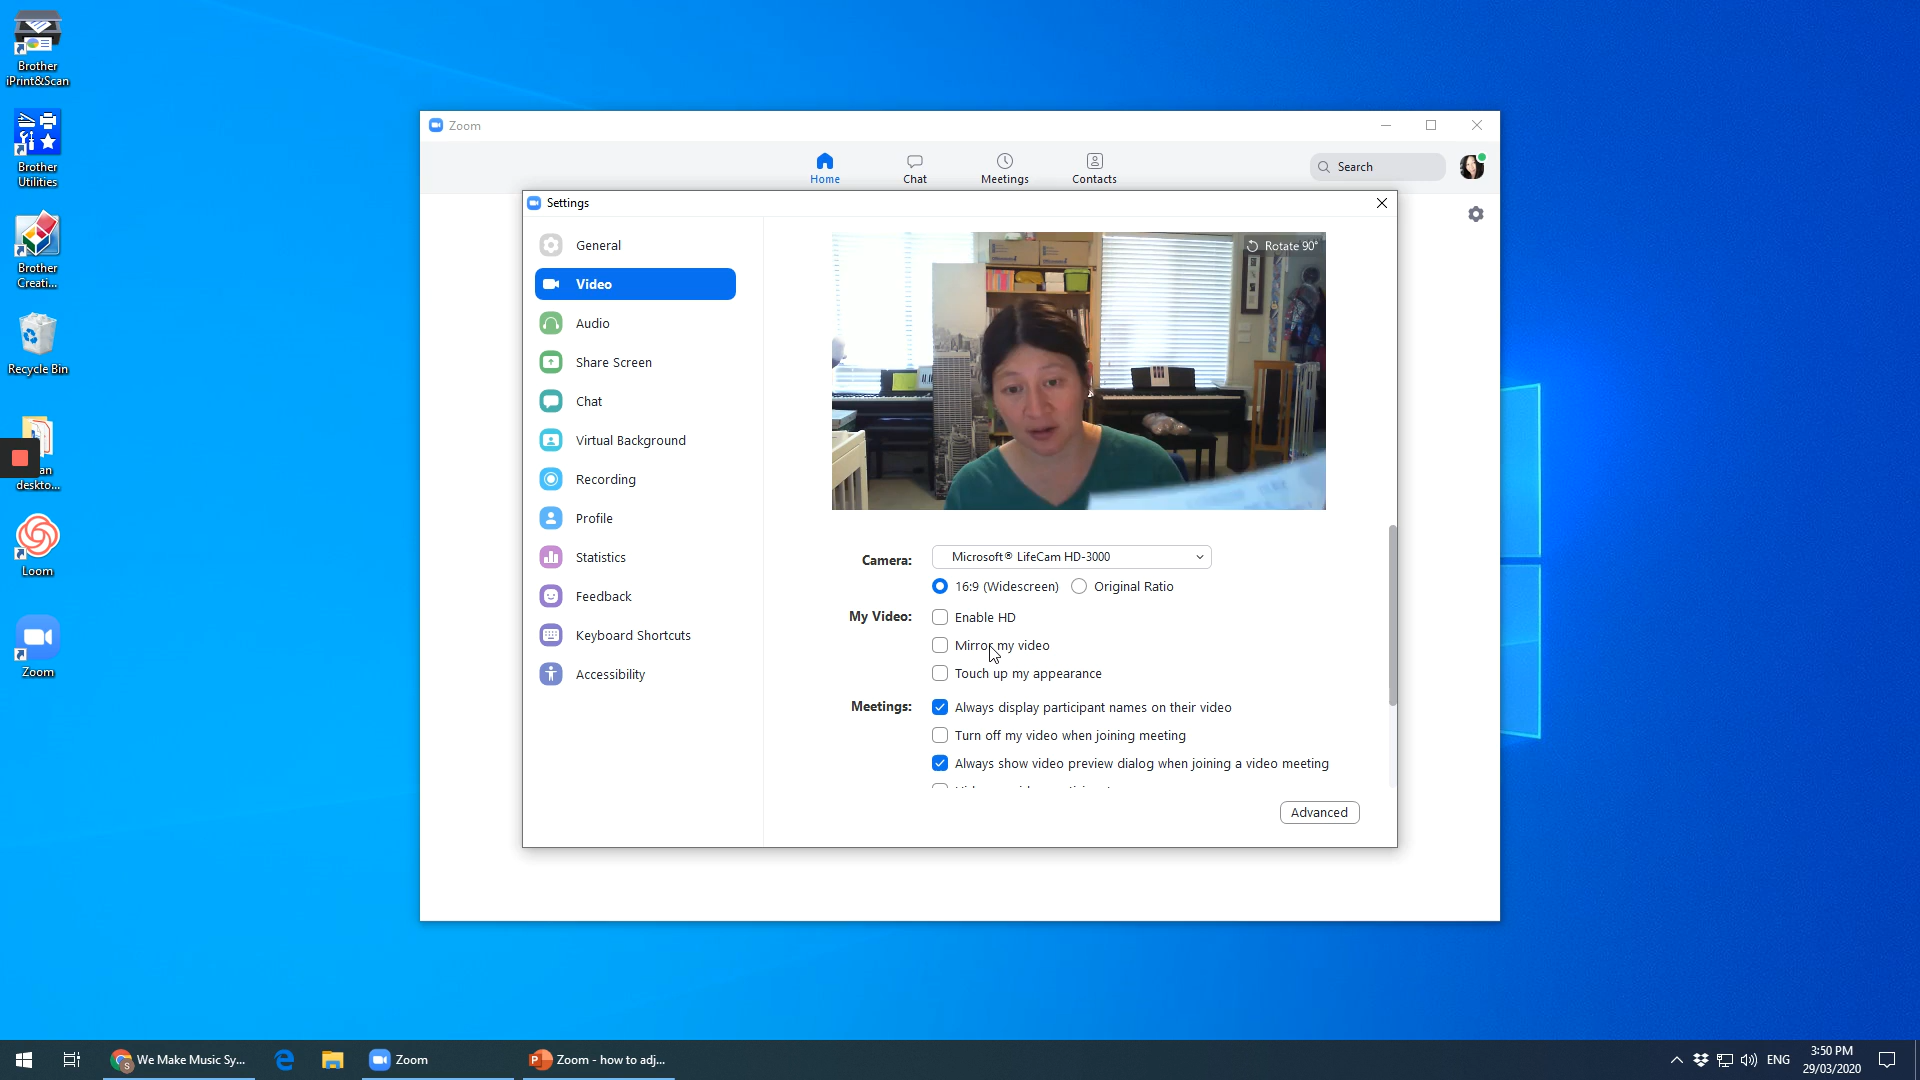 Brother
iPrint&Scan
Brother
Utilities
Brother
Creati...
Recycle Bin
an
deskto...
Loom
Zoom
Zoom
Home
Chat
Meetings
Contacts
Search
Settings
General
Video
Audio
Share Screen
Chat
Virtual Background
Recording
Profile
Statistics
Feedback
Keyboard Shortcuts
Accessibility
Rotate 90°
Camera:
Microsoft® LifeCam HD-3000
16:9 (Widescreen)
Original Ratio
My Video:
Enable HD
Mirror my video
Touch up my appearance
Meetings:
Always display participant names on their video
Turn off my video when joining meeting
Always show video preview dialog when joining a video meeting
Advanced
We Make Music Sy...
Zoom
Zoom - how to adj...
ENG
3:50 PM
29/03/2020